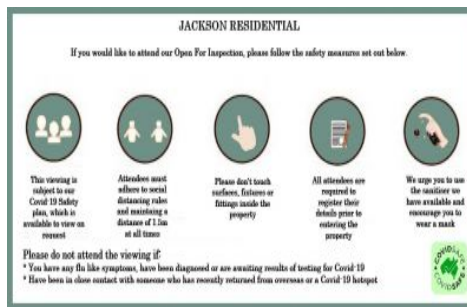 JACKSON RESIDENTIAL
If you would like to attend our Open For Inspection, please follow the safety measures set out below.
This viewing is
subject to our
Covid-19 Safety
plan, which is
available to view on
request
Attendees must
adhere to social
distancing rules
and maintaing a
distance of 1.5m
at all times
Please don't touch
surfaces, fixtures or
fittings inside the
property
All attendees are
required to
register their
details prior to
entering the
property
We urge you to use
the sanitiser we
have available and
encourage you to
wear a mask
Please do not attend the viewing if:
* You have any flu like symptoms, have been diagnosed or are awaiting results of testing for Covid-19
* Have been in close contact with someone who has recently returned from overseas or a Covid-19 hotspot
COVIDSAFE
COVIDSAFE